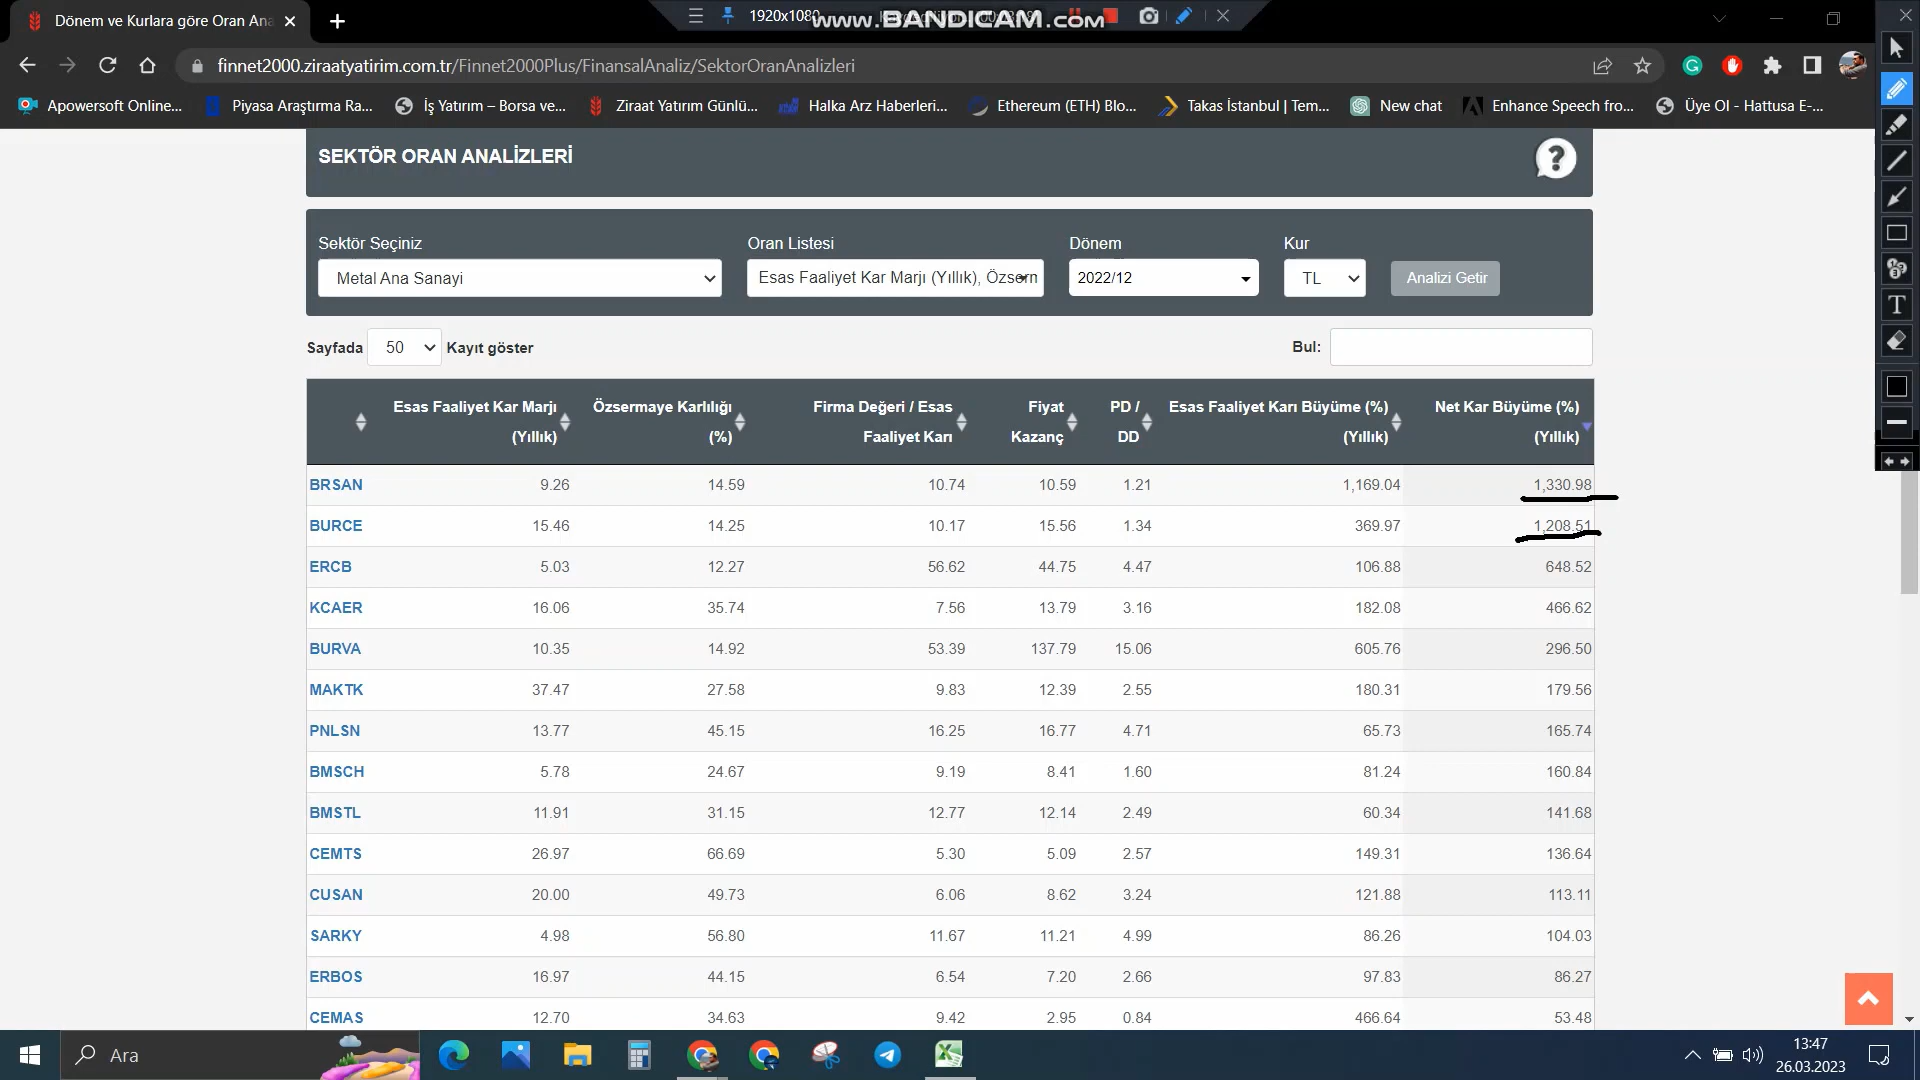 Dönem ve Kurlara göre Oran Ana
1920x1080
www.BANDICAM.com
finnet2000.ziraatyatirim.com.tr/Finnet2000Plus/FinansalAnaliz/SektorOranAnalizleri
Apowersoft Online... Piyasa Araştırma Ra... İş Yatırım – Borsa ve... Ziraat Yatırım Günlü... Halka Arz Haberleri... Ethereum (ETH) Blo... Takas İstanbul | Tem... New chat Enhance Speech fro... Üye Ol - Hattusa E-...
SEKTÖR ORAN ANALİZLERİ
Sektör Seçiniz Oran Listesi Dönem Kur
Metal Ana Sanayi Esas Faaliyet Kar Marjı (Yıllık), Özserm 2022/12 TL Analizi Getir
Sayfada 50 Kayıt göster Bul:
Esas Faaliyet Kar Marjı Özsermaye Karlılığı Firma Değeri / Esas Fiyat PD / Esas Faaliyet Karı Büyüme (%) Net Kar Büyüme (%)
(Yıllık) (%) Faaliyet Karı Kazanç DD (Yıllık) (Yıllık)
BRSAN 9.26 14.59 10.74 10.59 1.21 1,169.04 1,330.98
BURCE 15.46 14.25 10.17 15.56 1.34 369.97 1,208.51
ERCB 5.03 12.27 56.62 44.75 4.47 106.88 648.52
KCAER 16.06 35.74 7.56 13.79 3.16 182.08 466.62
BURVA 10.35 14.92 53.39 137.79 15.06 605.76 296.50
MAKTK 37.47 27.58 9.83 12.39 2.55 180.31 179.56
PNLSN 13.77 45.15 16.25 16.77 4.71 65.73 165.74
BMSCH 5.78 24.67 9.19 8.41 1.60 81.24 160.84
BMSTL 11.91 31.15 12.77 12.14 2.49 60.34 141.68
CEMTS 26.97 66.69 5.30 5.09 2.57 149.31 136.64
CUSAN 20.00 49.73 6.06 8.62 3.24 121.88 113.11
SARKY 4.98 56.80 11.67 11.21 4.99 86.26 104.03
ERBOS 16.97 44.15 6.54 7.20 2.66 97.83 86.27
CEMAS 12.70 34.63 9.42 2.95 0.84 466.64 53.48
Ara
13:47
26.03.2023